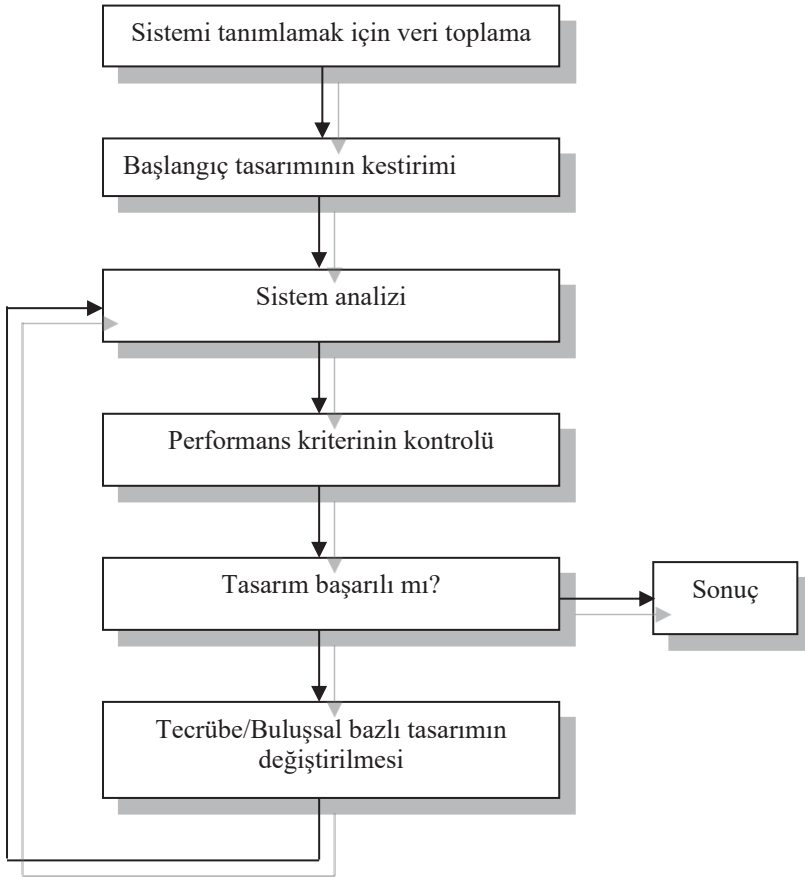 Sistemi tanımlamak için veri toplama
Başlangıç tasarımının kestirimi
Sistem analizi
Performans kriterinin kontrolü
Tasarım başarılı mı?
Sonuç
Tecrübe/Buluşsal bazlı tasarımın
değiştirilmesi